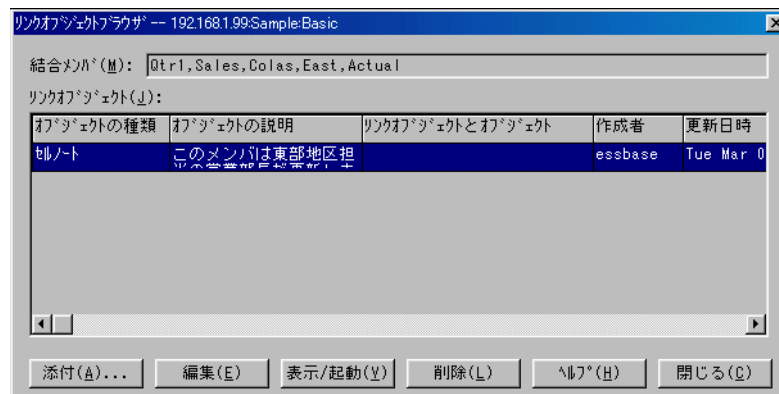 ﾘﾝｸｵﾌﾞｼﾞｪｸﾄﾌﾞﾗｳｻﾞ -- 192.168.1.99:Sample:Basic
結合ﾒﾝﾊﾞ(M): Qtr1,Sales,Colas,East,Actual
ﾘﾝｸｵﾌﾞｼﾞｪｸﾄ(J):
ｵﾌﾞｼﾞｪｸﾄの種類 ｵﾌﾞｼﾞｪｸﾄの説明 ﾘﾝｸｵﾌﾞｼﾞｪｸﾄとｵﾌﾞｼﾞｪｸﾄ 作成者 更新日時
ｾﾙﾉｰﾄ このメンバは東部地区担 essbase Tue Mar 0
添付(A)... 編集(E) 表示/起動(V) 削除(L) ﾍﾙﾌﾟ(H) 閉じる(C)